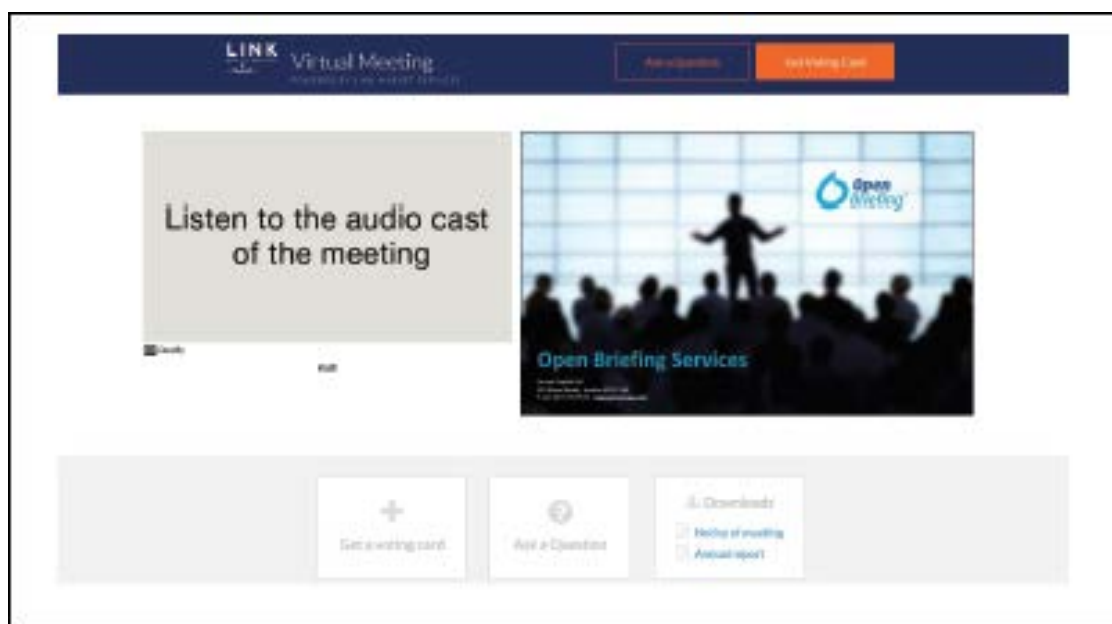 LINK
Virtual Meeting
Ask a Question
Get Voting Card
Listen to the audio cast
of the meeting
Open
Briefing
Open Briefing Services
Get a voting card
Ask a Question
Downloads
Notice of meeting
Annual report